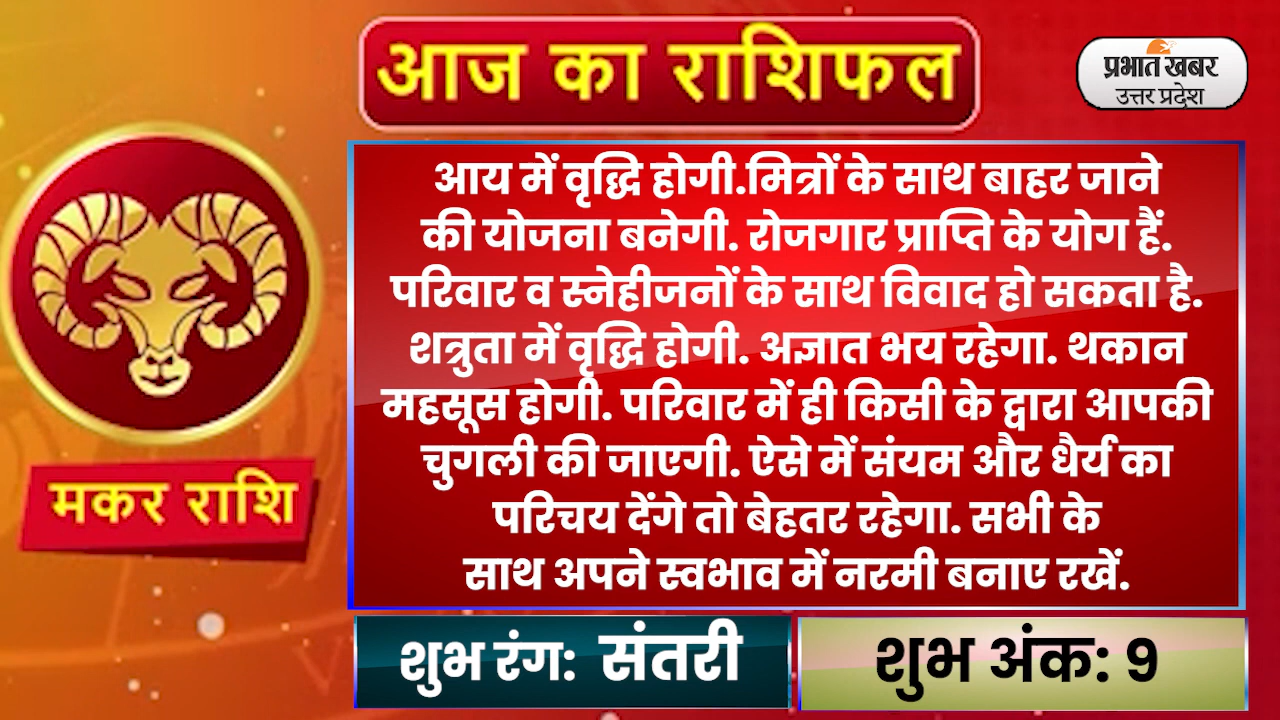 आज का राशिफल
प्रभात खबर
उत्तर प्रदेश
आय में वृद्धि होगी.मित्रों के साथ बाहर जाने
की योजना बनेगी. रोजगार प्राप्ति के योग हैं.
परिवार व स्नेहीजनों के साथ विवाद हो सकता है.
शत्रुता में वृद्धि होगी. अज्ञात भय रहेगा. थकान
महसूस होगी. परिवार में ही किसी के द्वारा आपकी
चुगली की जाएगी. ऐसे में संयम और धैर्य का
परिचय देंगे तो बेहतर रहेगा. सभी के
साथ अपने स्वभाव में नरमी बनाए रखें.
मकर राशि
शुभ रंग: संतरी
शुभ अंक: 9